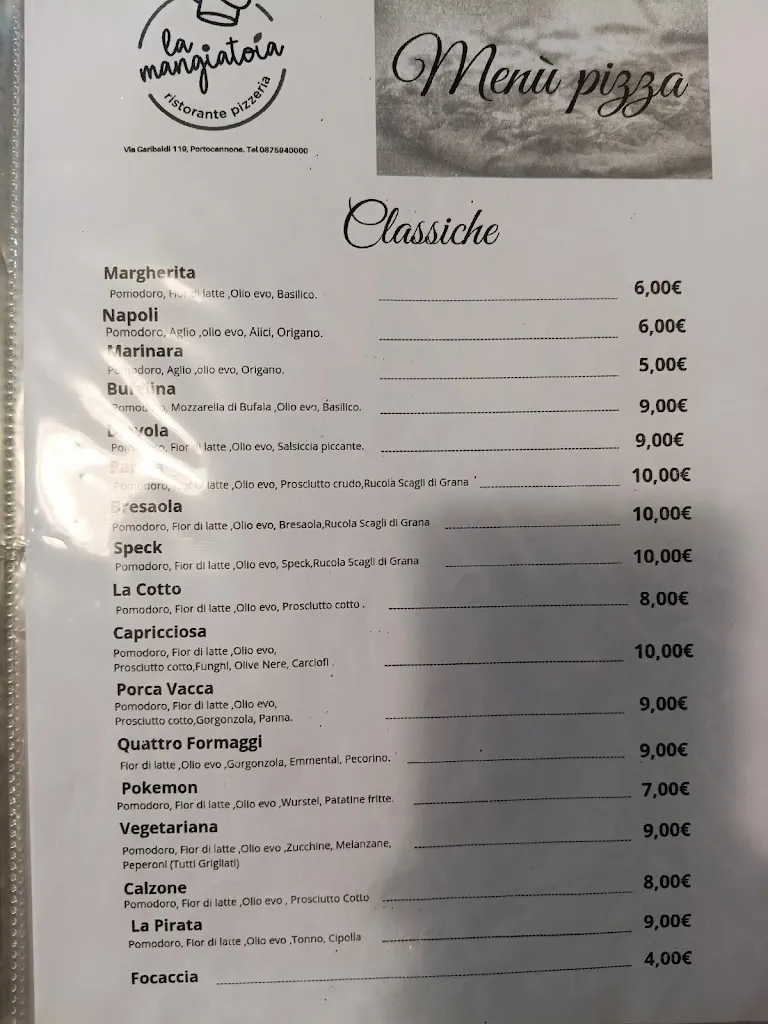 la
mangiatoia
ristorante pizzeria
Via Garibaldi 119, Portocannone. Tel 0875940000
Menù pizza
Classiche
Margherita
Pomodoro, Fior di latte ,Olio evo, Basilico. 6,00€
Napoli
Pomodoro, Aglio ,olio evo, Alici, Origano. 6,00€
Marinara
Pomodoro, Aglio ,olio evo, Origano. 5,00€
Pomodoro, Mozzarella di Bufala ,Olio evo, Basilico. 9,00€
Pomodoro, Fior di latte ,Olio evo, Salsiccia piccante. 9,00€
Pomodoro, Fior di latte ,Olio evo, Prosciutto crudo,Rucola Scagli di Grana 10,00€
Bresaola
Pomodoro, Fior di latte ,Olio evo, Bresaola,Rucola Scagli di Grana 10,00€
Speck
Pomodoro, Fior di latte ,Olio evo, Speck,Rucola Scagli di Grana 10,00€
La Cotto
Pomodoro, Fior di latte ,Olio evo, Prosciutto cotto . 8,00€
Capricciosa
Pomodoro, Fior di latte ,Olio evo,
Prosciutto cotto,Funghi, Olive Nere, Carciofi . 10,00€
Porca Vacca
Pomodoro, Fior di latte ,Olio evo,
Prosciutto cotto,Gorgonzola, Panna. 9,00€
Quattro Formaggi
Fior di latte ,Olio evo ,Gorgonzola, Emmental, Pecorino. 9,00€
Pokemon
Pomodoro, Fior di latte ,Olio evo ,Wurstel, Patatine fritte. 7,00€
Vegetariana
Pomodoro, Fior di latte ,Olio evo ,Zucchine, Melanzane, 9,00€
Peperoni (Tutti Grigliati)
Calzone
Pomodoro, Fior di latte ,Olio evo , Prosciutto Cotto 8,00€
La Pirata
Pomodoro, Fior di latte ,Olio evo ,Tonno, Cipolla 9,00€
Focaccia 4,00€